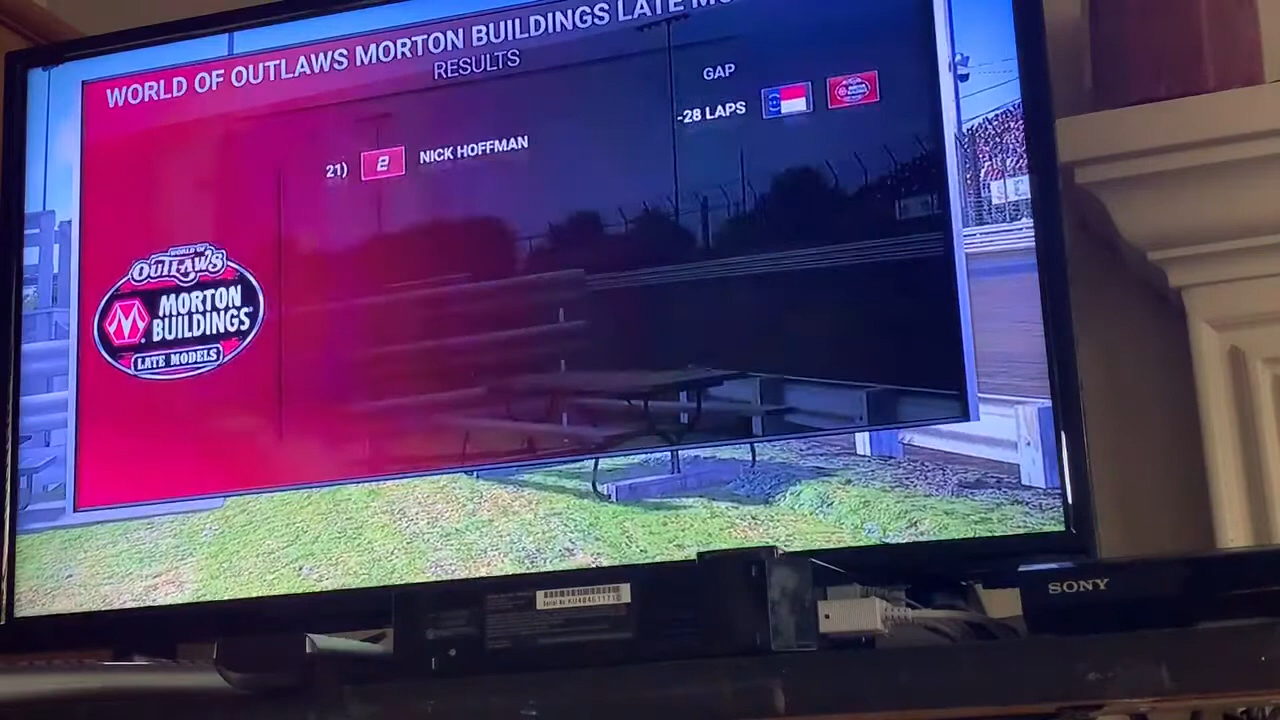 WORLD OF OUTLAWS MORTON BUILDINGS LATE MO
RESULTS
GAP
21) 2 NICK HOFFMAN -28 LAPS
WORLD OF
OUTLAWS
MORTON
BUILDINGS
LATE MODELS
SONY